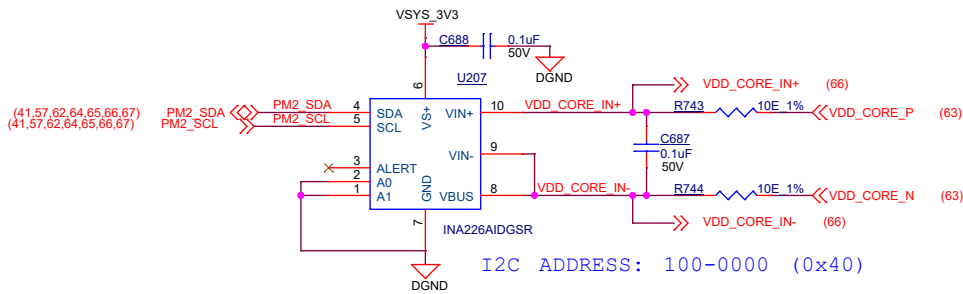 VSYS_3V3
C688 0.1uF
50V
DGND
U207
6
VS+
VDD_CORE_IN+ (66)
(41,57,62,64,65,66,67) PM2_SDA PM2_SDA 4 SDA VIN+ 10 VDD_CORE_IN+ R743 10E_1% VDD_CORE_P (63)
(41,57,62,64,65,66,67) PM2_SCL PM2_SCL 5 SCL
C687
0.1uF
50V
VIN- 9
3 ALERT
2 A0
1 A1 GND VBUS 8 VDD_CORE_IN- R744 10E_1% VDD_CORE_N (63)
7
INA226AIDGSR
VDD_CORE_IN- (66)
I2C ADDRESS: 100-0000 (0x40)
DGND